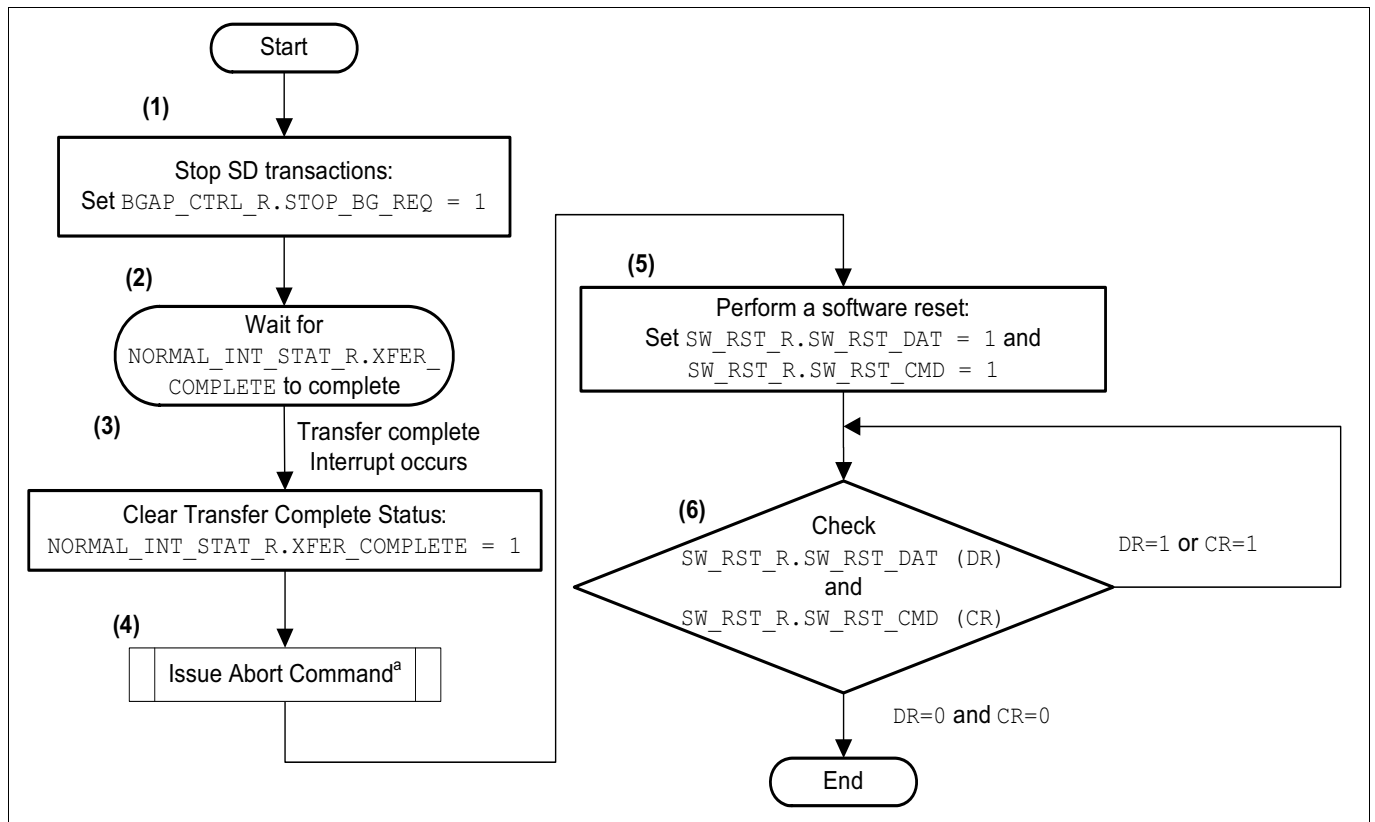 Start
(1)
Stop SD transactions:
Set BGAP_CTRL_R.STOP_BG_REQ = 1
(2)
Wait for
NORMAL_INT_STAT_R.XFER_
COMPLETE to complete
(3)
Transfer complete
Interrupt occurs
Clear Transfer Complete Status:
NORMAL_INT_STAT_R.XFER_COMPLETE = 1
(4)
Issue Abort Commandᵃ
(5)
Perform a software reset:
Set SW_RST_R.SW_RST_DAT = 1 and
SW_RST_R.SW_RST_CMD = 1
(6)
Check
SW_RST_R.SW_RST_DAT (DR)
and
SW_RST_R.SW_RST_CMD (CR)
DR=1 or CR=1
DR=0 and CR=0
End